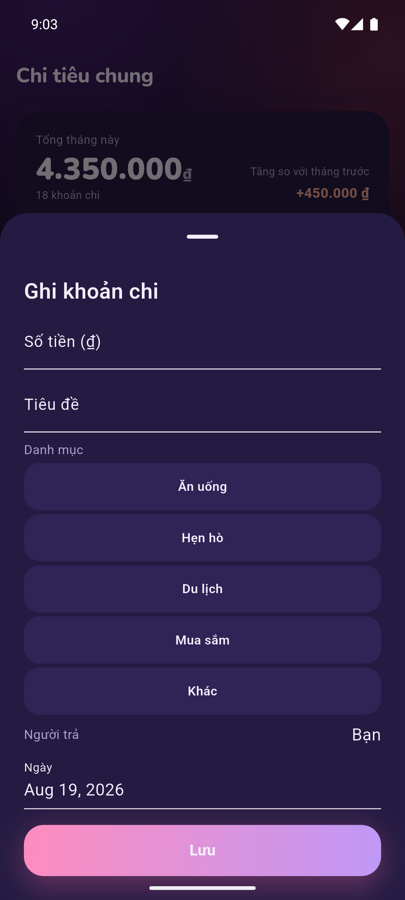 9:03
Chi tiêu chung
Tổng tháng này
4.350.000₫
18 khoản chi
Tăng so với tháng trước
+450.000 ₫
Ghi khoản chi
Số tiền (₫)
Tiêu đề
Danh mục
Ăn uống
Hẹn hò
Du lịch
Mua sắm
Khác
Người trả
Bạn
Ngày
Aug 19, 2026
Lưu